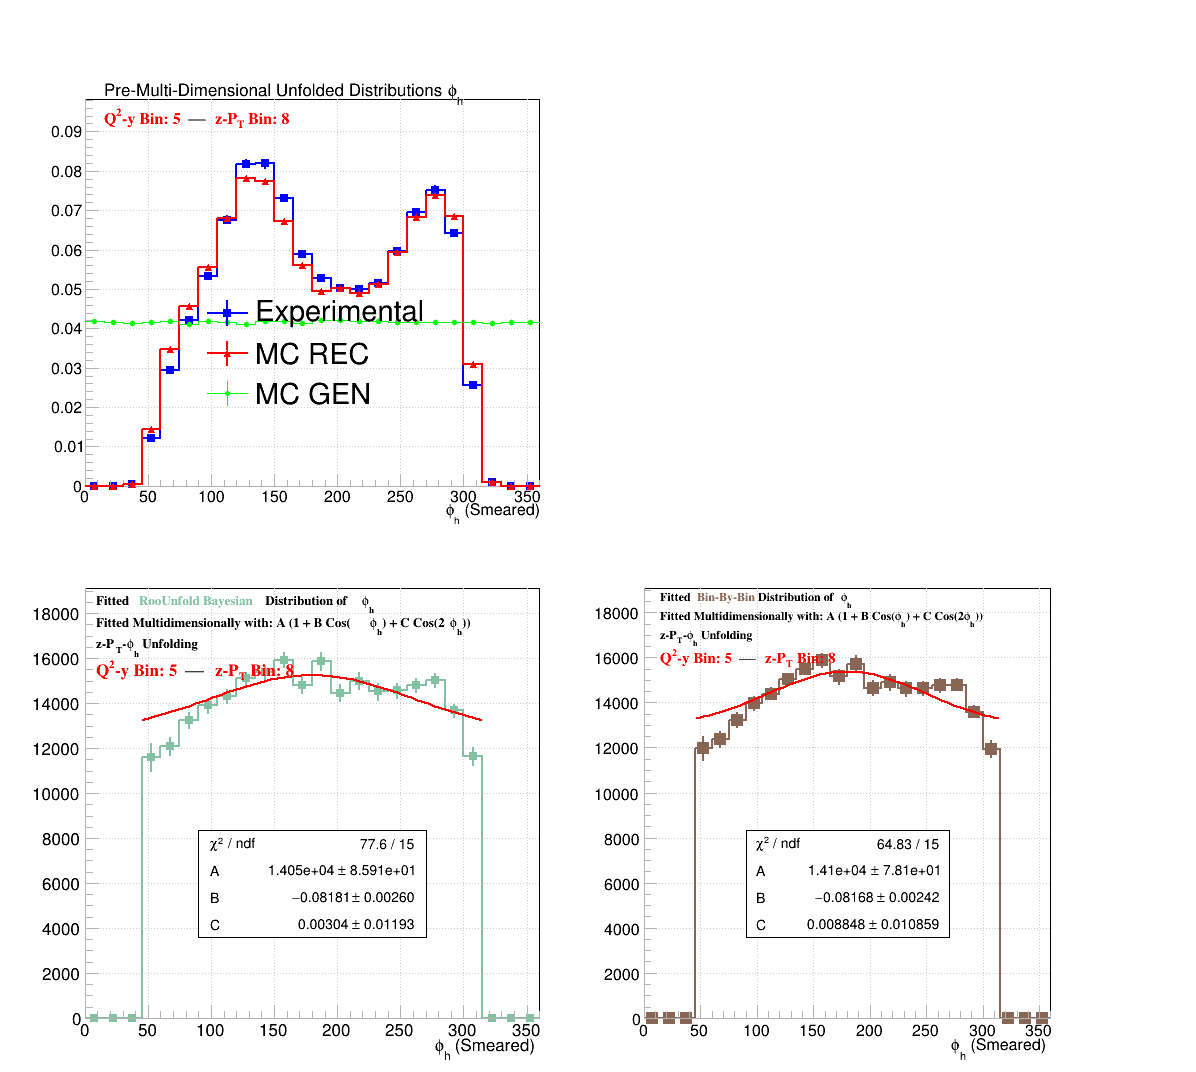 Pre-Multi-Dimensional Unfolded Distributions ϕh
Q2-y Bin: 5 — z-PT Bin: 8
0.09
0.08
0.07
0.06
0.05
0.04
0.03
0.02
0.01
0
Experimental
MC REC
MC GEN
0 50 100 150 200 250 300 350
ϕh (Smeared)
Fitted RooUnfold Bayesian Distribution of ϕh
Fitted Multidimensionally with: A (1 + B Cos( ϕh) + C Cos(2 ϕh))
z-PT-ϕh Unfolding
Q2-y Bin: 5 — z-PT Bin: 8
18000
16000
14000
12000
10000
8000
6000
4000
2000
0
χ2 / ndf 77.6 / 15
A 1.405e+04 ± 8.591e+01
B −0.08181 ± 0.00260
C 0.00304 ± 0.01193
0 50 100 150 200 250 300 350
ϕh (Smeared)
Fitted Bin-By-Bin Distribution of ϕh
Fitted Multidimensionally with: A (1 + B Cos(ϕh) + C Cos(2ϕh))
z-PT-ϕh Unfolding
Q2-y Bin: 5 — z-PT Bin: 8
18000
16000
14000
12000
10000
8000
6000
4000
2000
0
χ2 / ndf 64.83 / 15
A 1.41e+04 ± 7.81e+01
B −0.08168 ± 0.00242
C 0.008848 ± 0.010859
0 50 100 150 200 250 300 350
ϕh (Smeared)